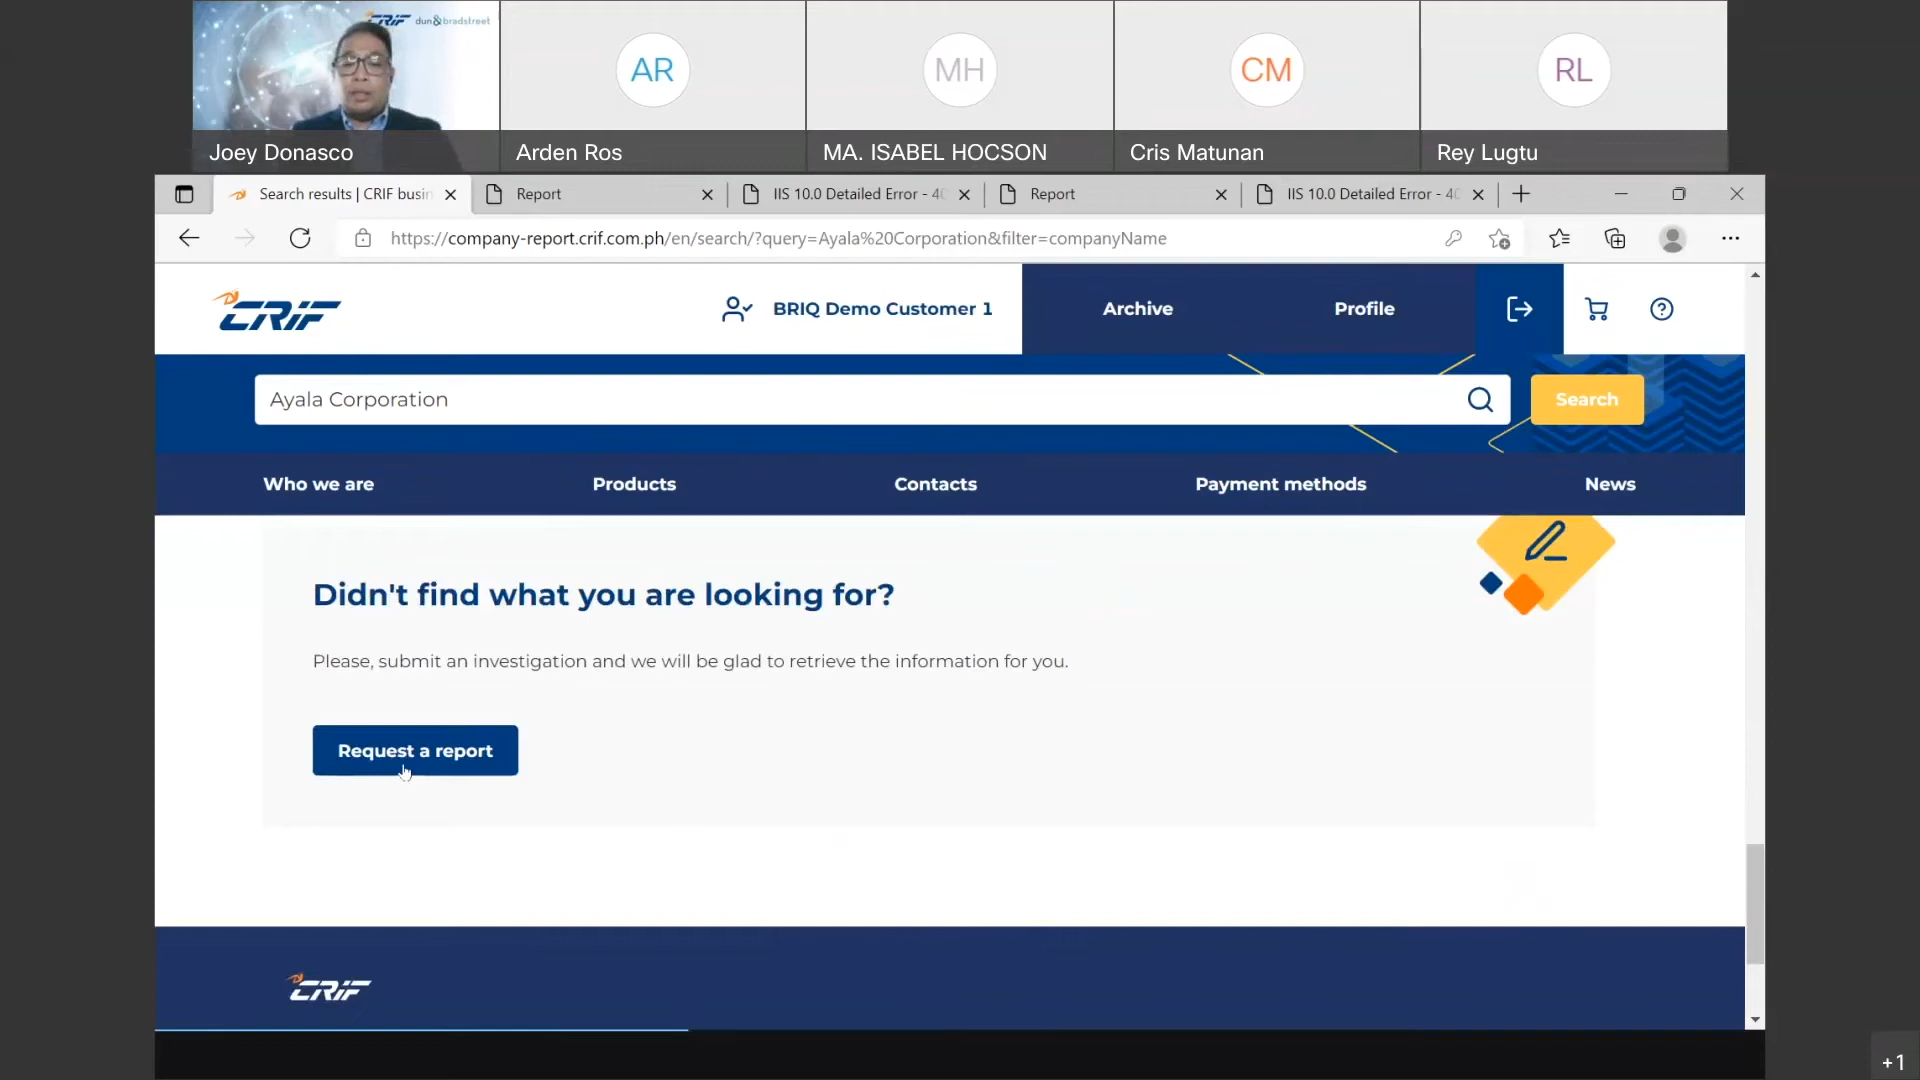 CRIF dun&bradstreet
AR
MH
CM
RL
Joey Donasco
Arden Ros
MA. ISABEL HOCSON
Cris Matunan
Rey Lugtu
Search results | CRIF busin
Report
IIS 10.0 Detailed Error - 40
Report
IIS 10.0 Detailed Error - 40
https://company-report.crif.com.ph/en/search/?query=Ayala%20Corporation&filter=companyName
CRIF
BRIQ Demo Customer 1
Archive
Profile
Ayala Corporation
Search
Who we are
Products
Contacts
Payment methods
News
Didn't find what you are looking for?
Please, submit an investigation and we will be glad to retrieve the information for you.
Request a report
CRIF
+1